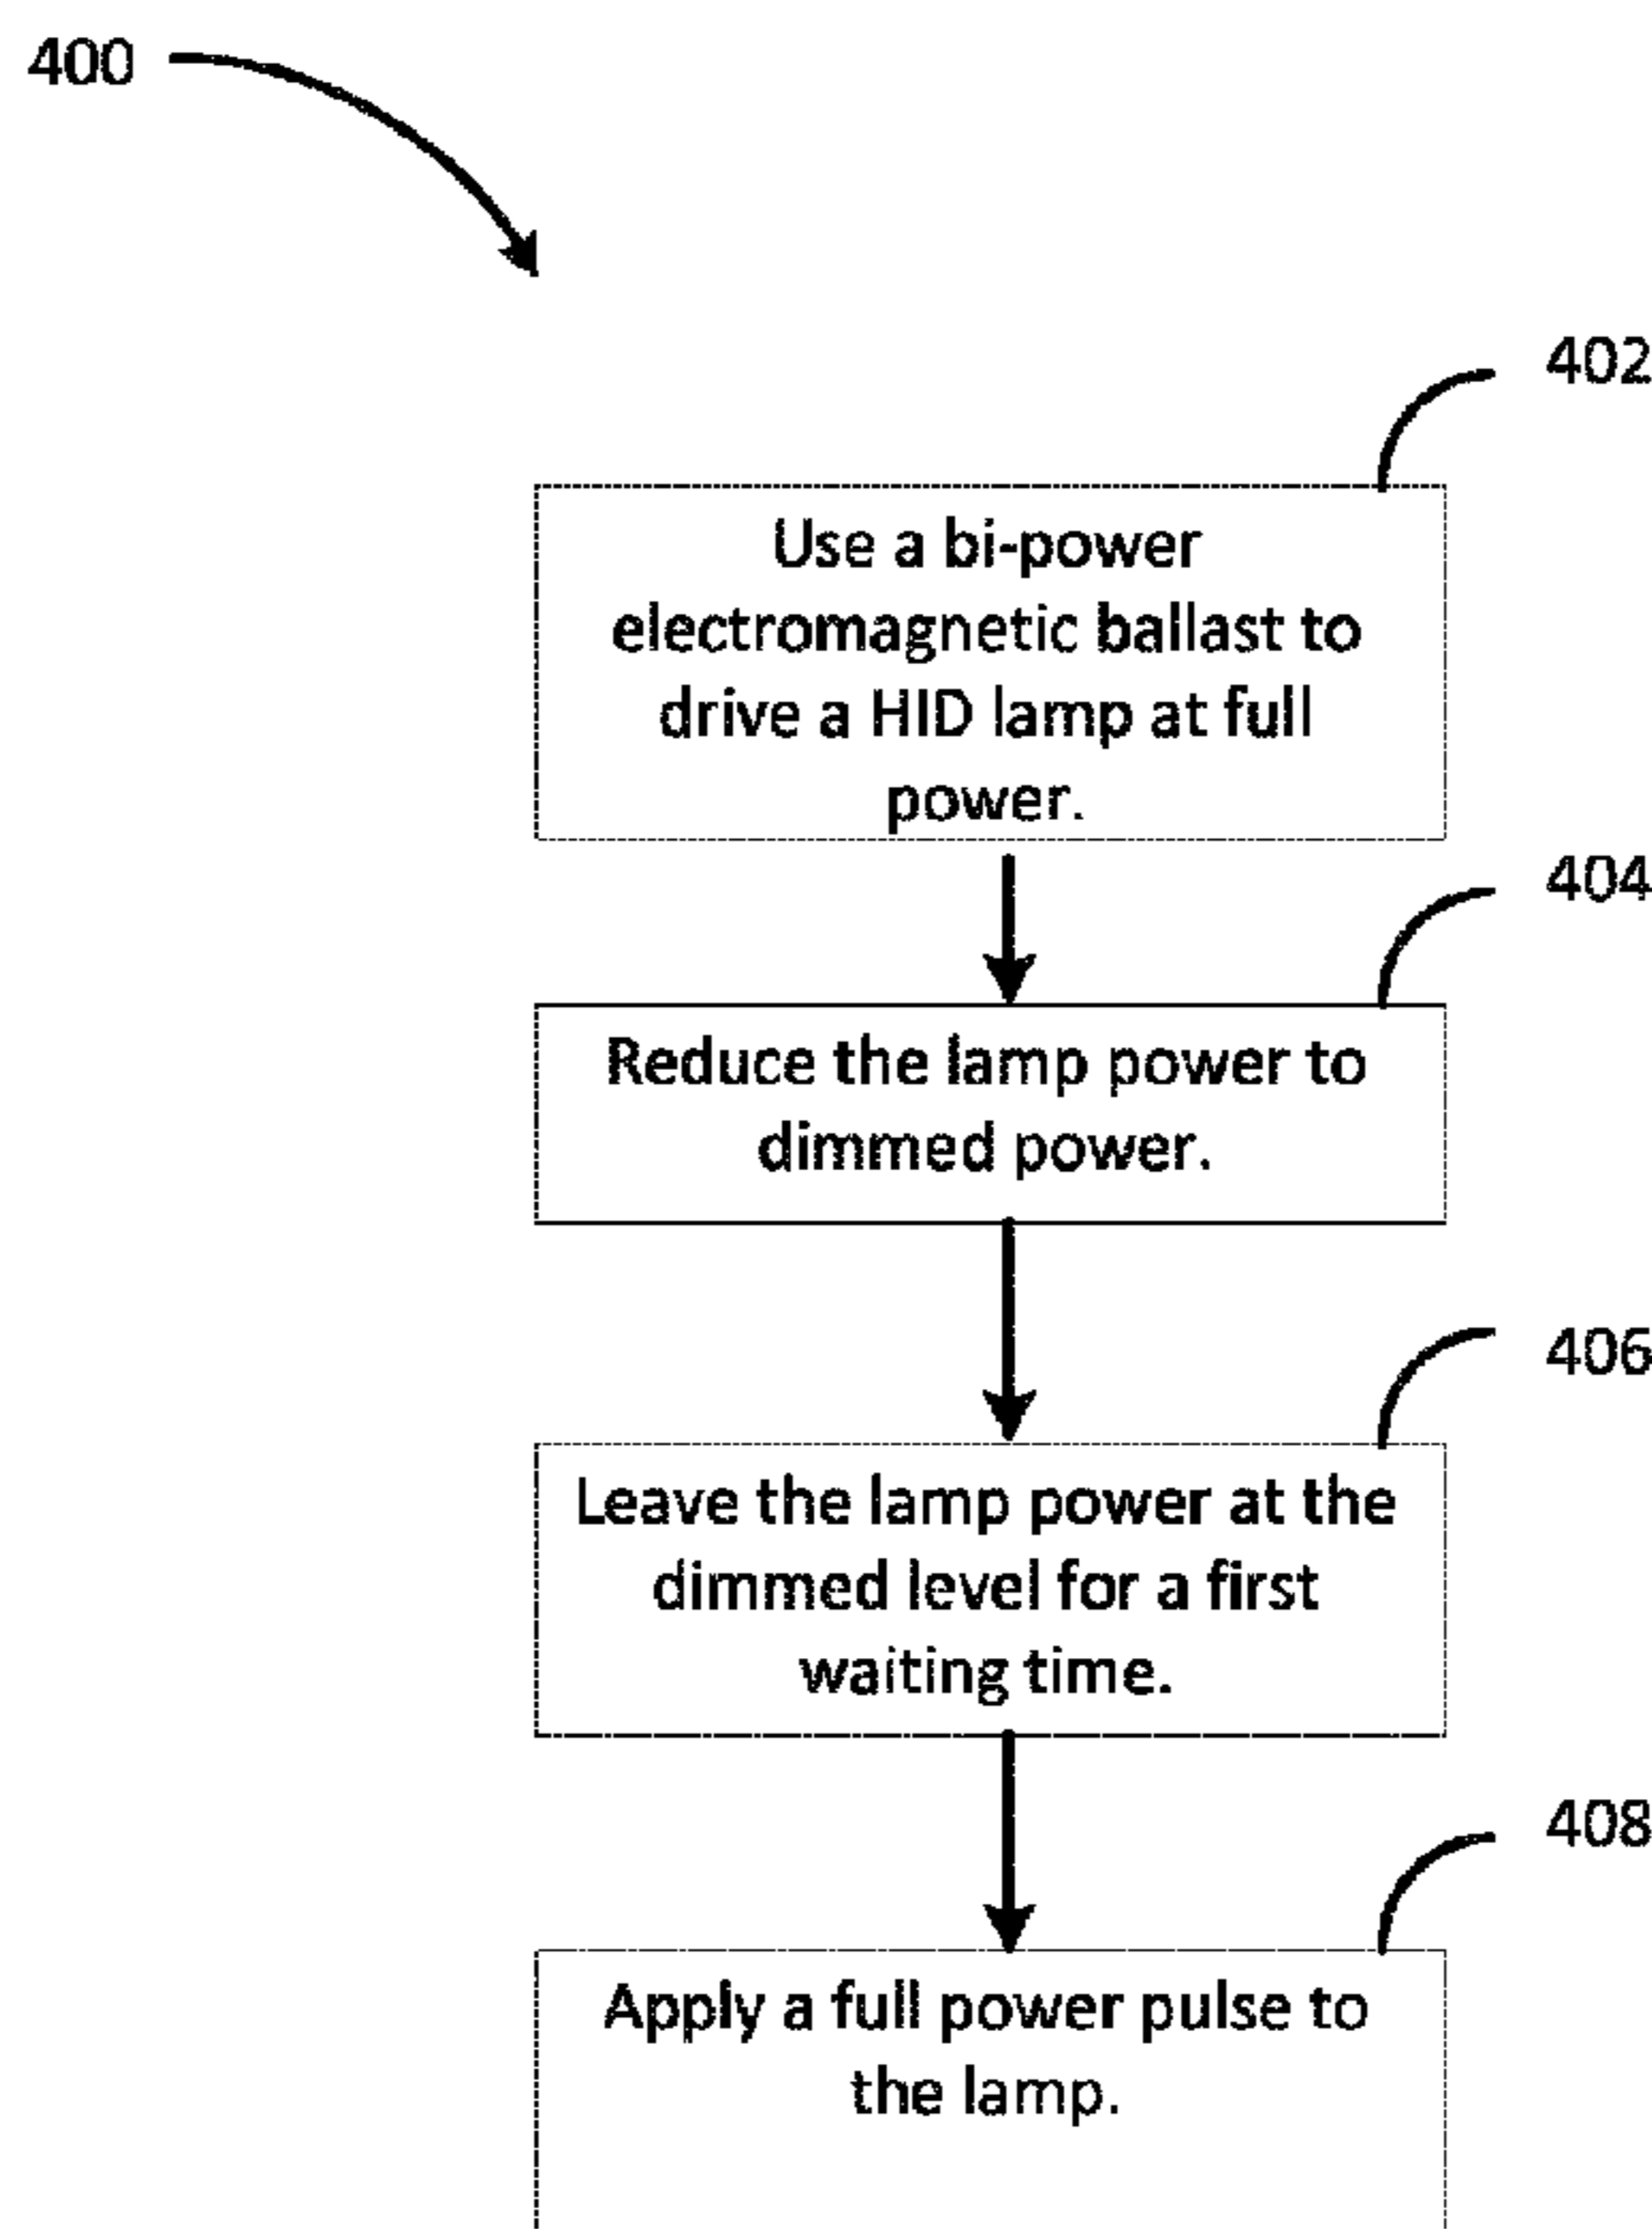 400
402
Use a bi-power
electromagnetic ballast to
drive a HID lamp at full
power.
404
Reduce the lamp power to
dimmed power.
406
Leave the lamp power at the
dimmed level for a first
waiting time.
408
Apply a full power pulse to
the lamp.